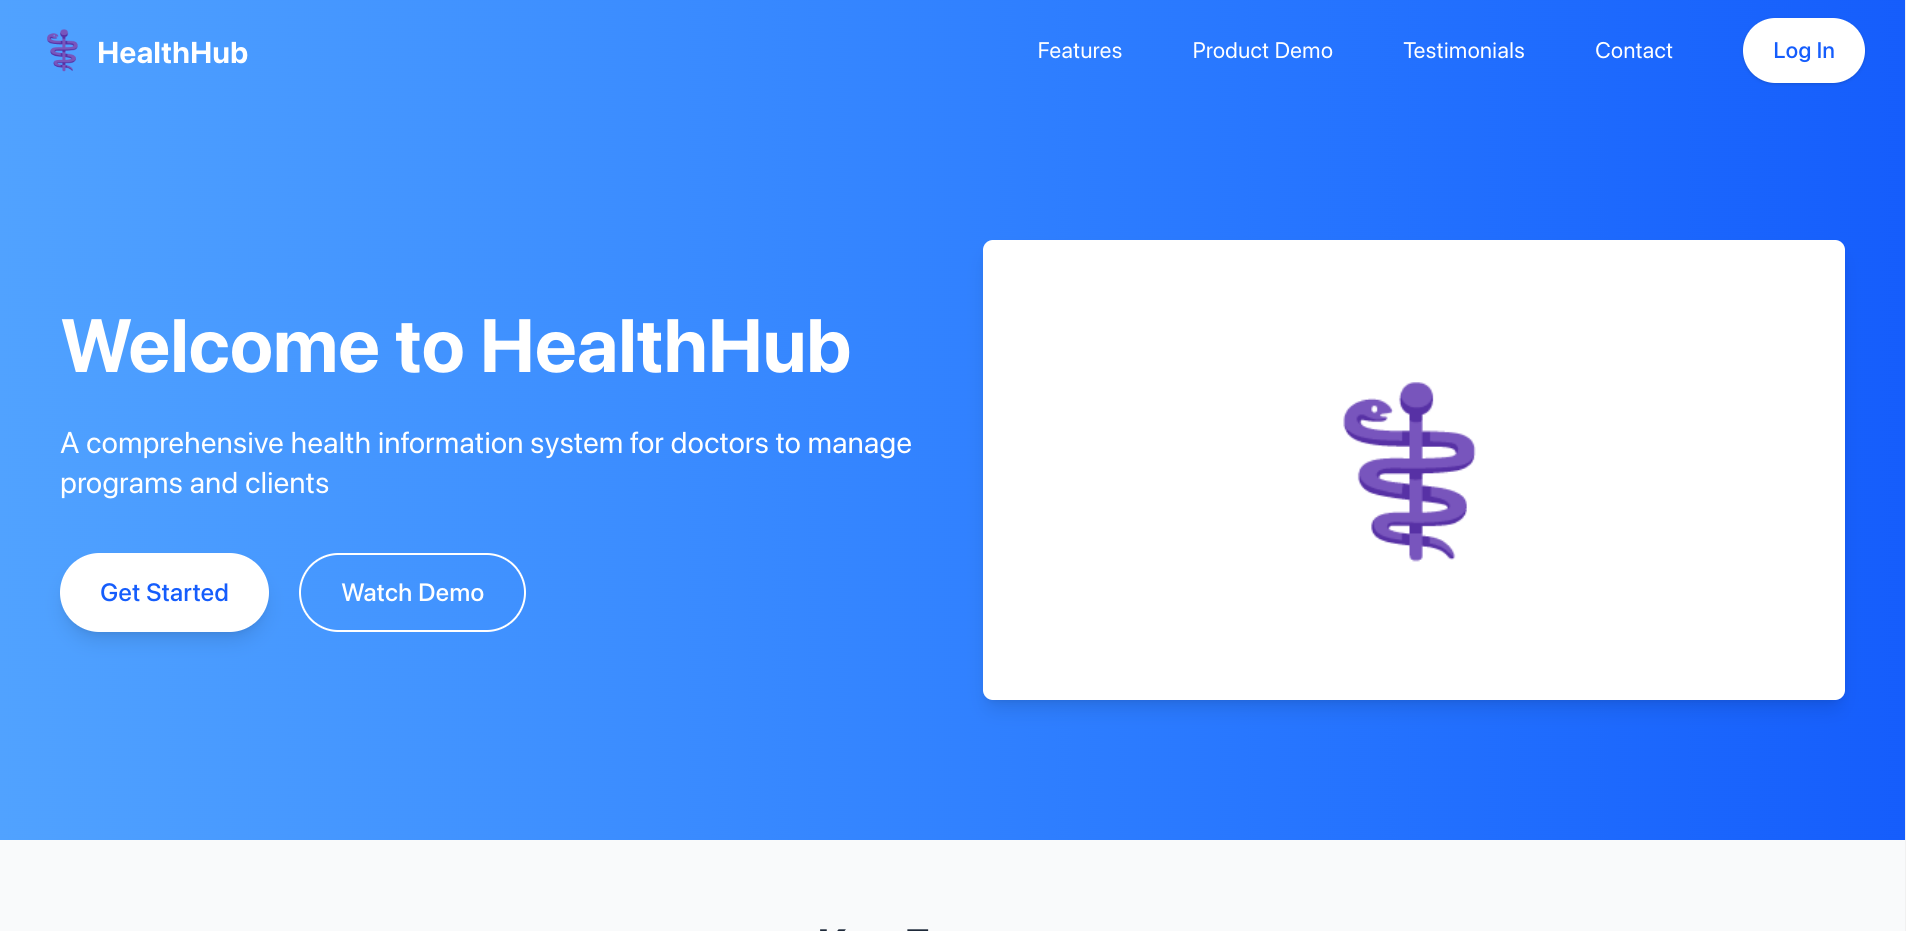 HealthHub
Features
Product Demo
Testimonials
Contact
Log In
Welcome to HealthHub
A comprehensive health information system for doctors to manage
programs and clients
Get Started
Watch Demo